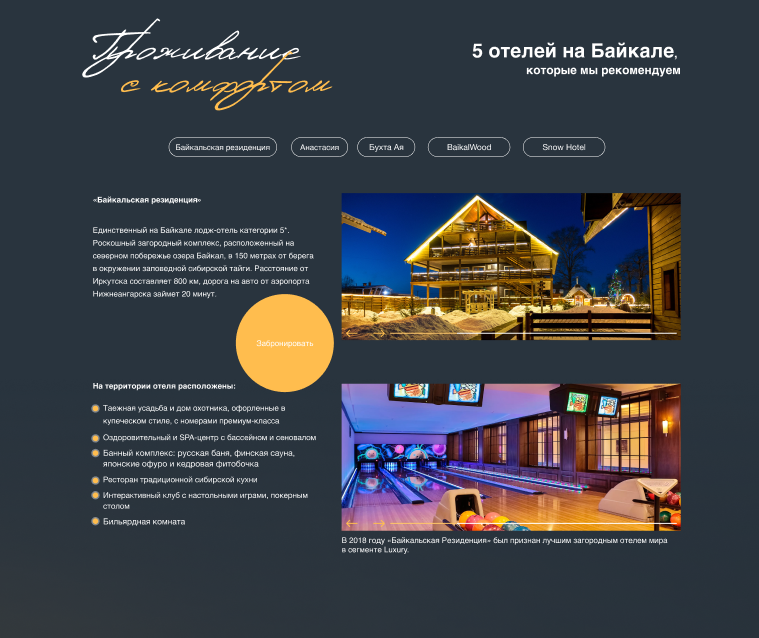 Проживание
с комфортом
5 отелей на Байкале,
которые мы рекомендуем
Байкальская резиденция
Анастасия
Бухта Ая
BaikalWood
Snow Hotel
«Байкальская резиденция»
Единственный на Байкале лодж-отель категории 5*.
Роскошный загородный комплекс, расположенный на
северном побережье озера Байкал, в 150 метрах от берега
в окружении заповедной сибирской тайги. Расстояние от
Иркутска составляет 800 км, дорога на авто от аэропорта
Нижнеангарска займет 20 минут.
Забронировать
На территории отеля расположены:
Таежная усадьба и дом охотника, офорленные в
купеческом стиле, с номерами премиум-класса
Оздоровительный и SPA-центр с бассейном и сеновалом
Банный комплекс: русская баня, финская сауна,
японские офуро и кедровая фитобочка
Ресторан традиционной сибирской кухни
Интерактивный клуб с настольными играми, покерным
столом
Бильярдная комната
В 2018 году «Байкальская Резиденция» был признан лучшим загородным отелем мира
в сегменте Luxury.